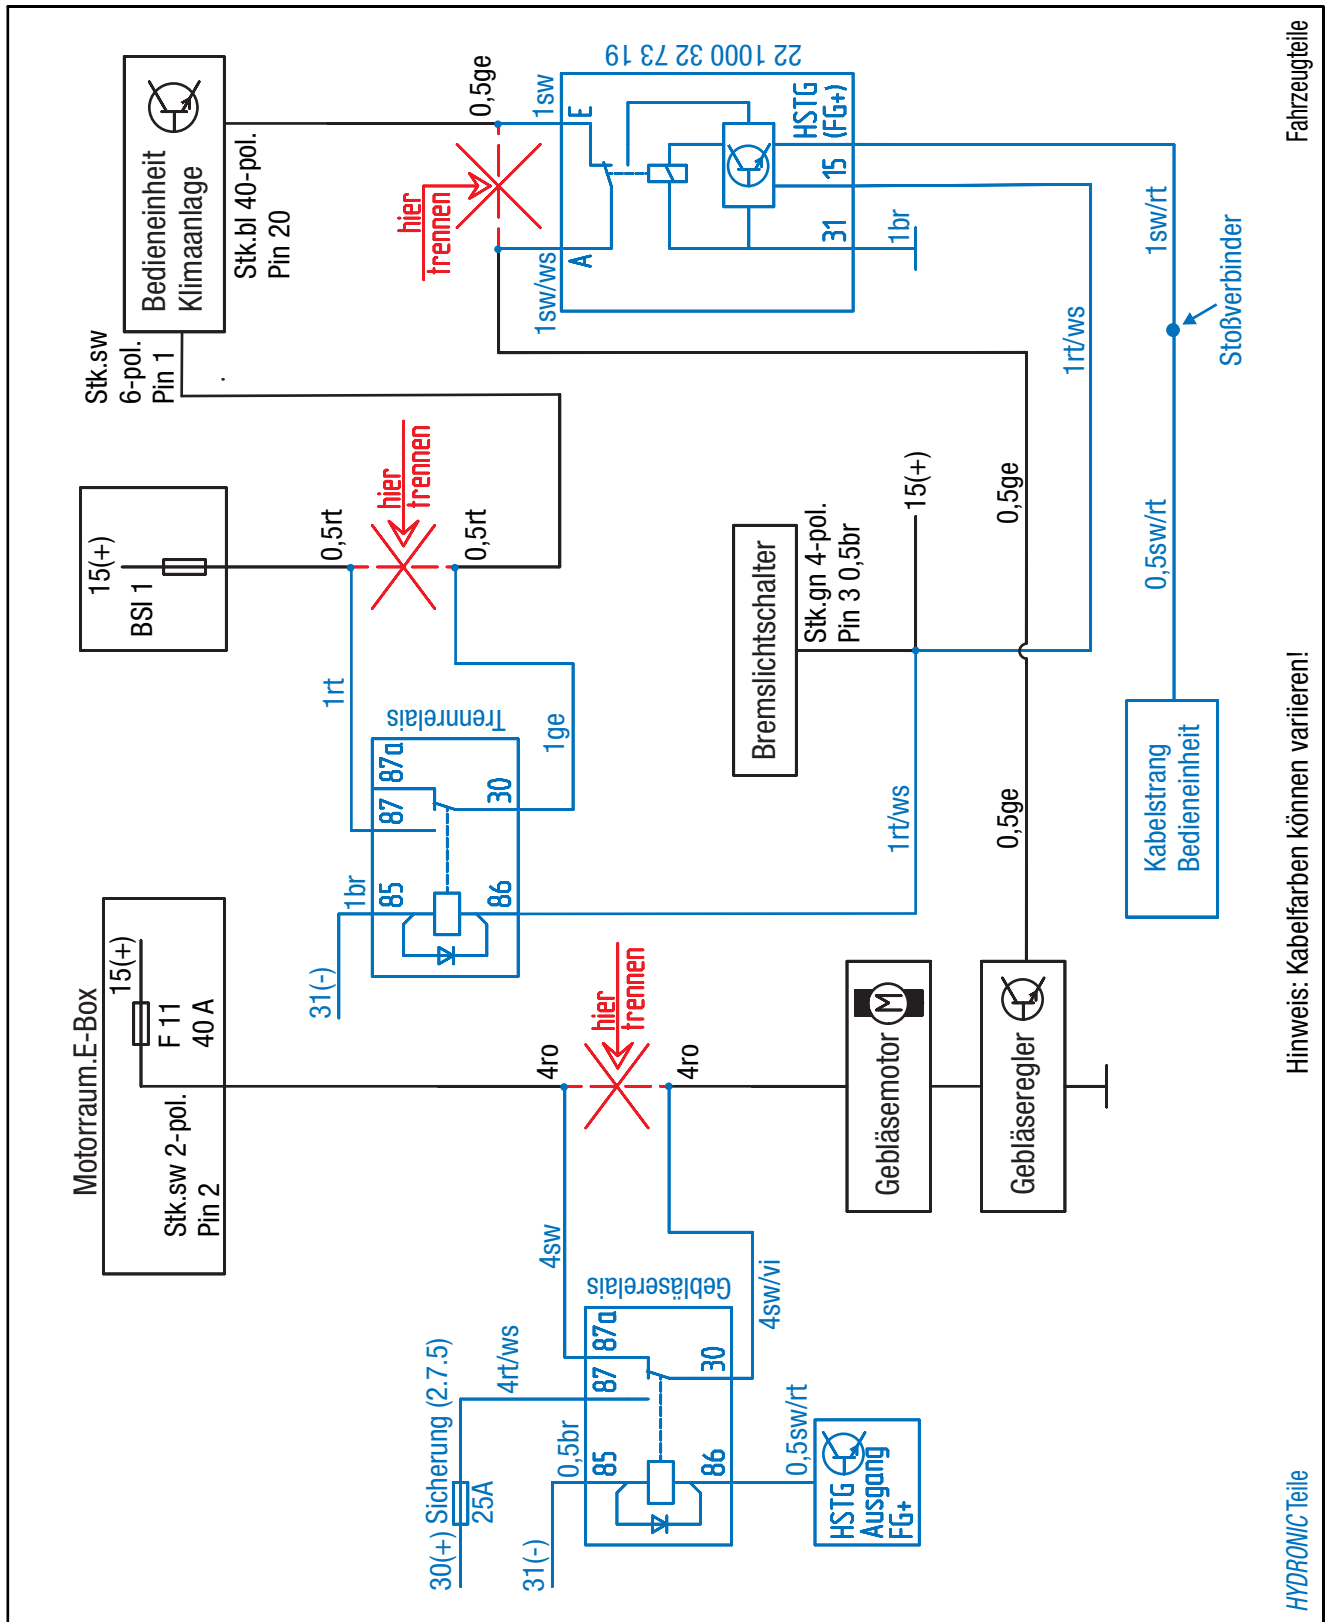 Motorraum.E-Box
15(+)
F 11
40 A
Stk.sw 2-pol.
Pin 2
15(+)
BSI 1
Bedieneinheit
Klimaanlage
Stk.sw
6-pol.
Pin 1
Stk.bl 40-pol.
Pin 20
0,5ge
hier
trennen
1sw
1sw/ws
22 1000 32 73 19
E
A
HSTG
(FG+)
15
31
1br
1sw/rt
1rt/ws
Stoßverbinder
0,5sw/rt
Kabelstrang
Bedieneinheit
0,5rt
hier
trennen
0,5rt
1rt
1ge
Trennrelais
87a
87
30
85
86
1br
31(-)
Bremslichtschalter
Stk.gn 4-pol.
Pin 3 0,5br
15(+)
1rt/ws
0,5ge
0,5ge
4ro
hier
trennen
4ro
4sw
4sw/vi
Gebläserelais
87a
87
30
85
86
4rt/ws
30(+) Sicherung (2.7.5)
25A
0,5br
31(-)
0,5sw/rt
HSTG
Ausgang
FG+
Gebläsemotor
M
Gebläseregler
HYDRONIC Teile
Hinweis: Kabelfarben können variieren!
Fahrzeugteile